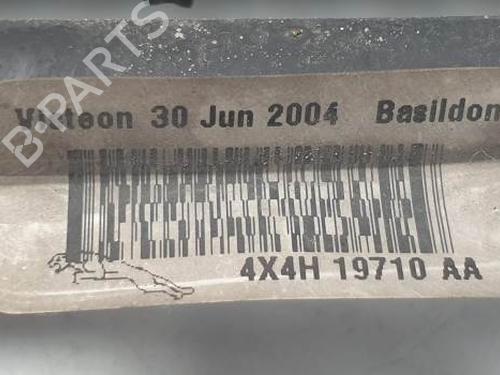 Visteon 30 Jun 2004 Basildon
4X4H 19710 AA
B-PARTS